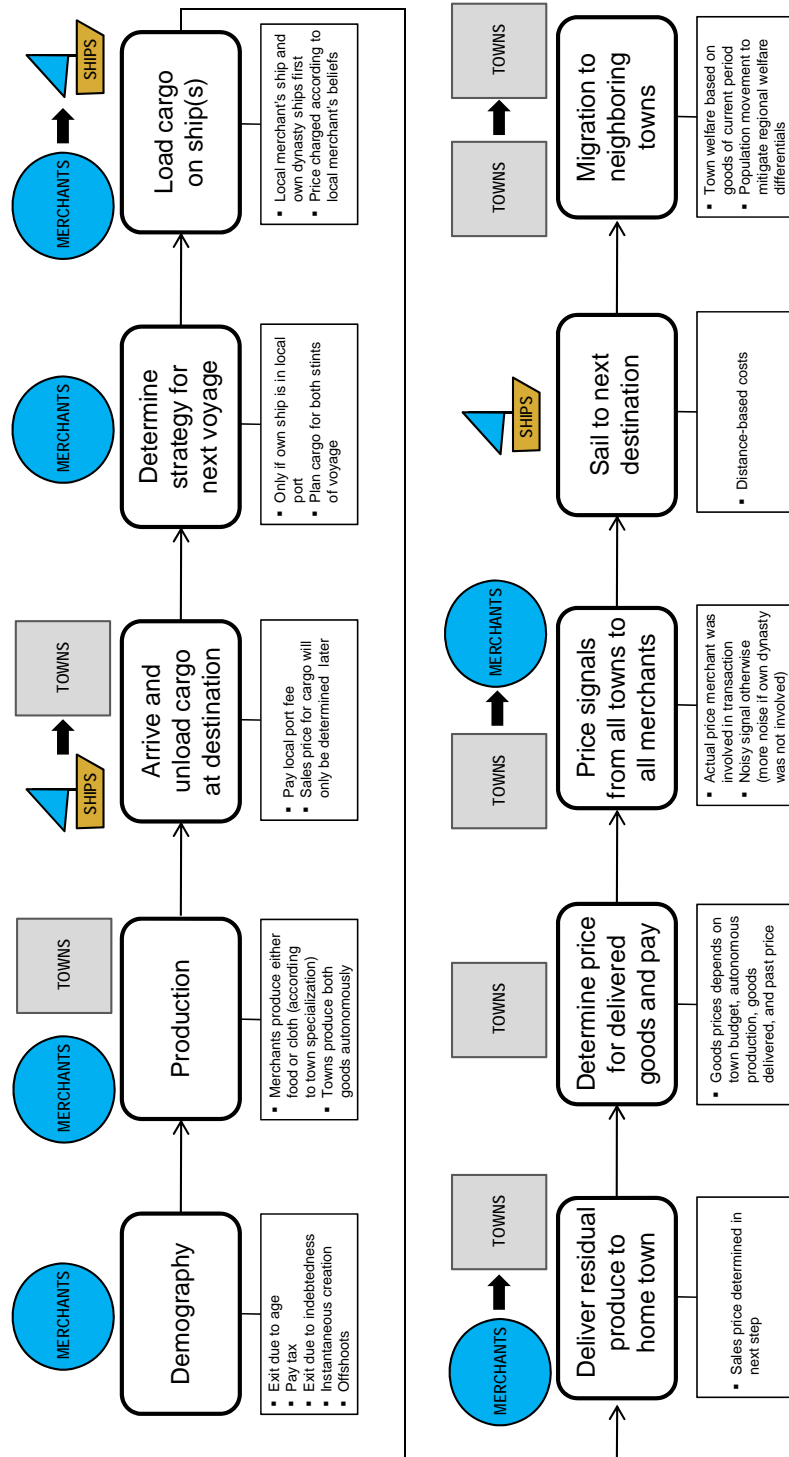 MERCHANTS
Demography
▪ Exit due to age
▪ Pay tax
▪ Exit due to indebtedness
▪ Instantaneous creation
▪ Offshoots
MERCHANTS
TOWNS
Production
▪ Merchants produce either
food or cloth (according
to town specialization)
▪ Towns produce both
goods autonomously
SHIPS
TOWNS
Arrive and
unload cargo
at destination
▪ Pay local port fee
▪ Sales price for cargo will
only be determined later
MERCHANTS
Determine
strategy for
next voyage
▪ Only if own ship is in local
port
▪ Plan cargo for both stints
of voyage
MERCHANTS
SHIPS
Load cargo
on ship(s)
▪ Local merchant's ship and
own dynasty ships first
▪ Price charged according to
local merchant's beliefs
MERCHANTS
TOWNS
Deliver residual
produce to
home town
▪ Sales price determined in
next step
TOWNS
Determine price
for delivered
goods and pay
▪ Goods prices depends on
town budget, autonomous
production, goods
delivered, and past price
TOWNS
MERCHANTS
Price signals
from all towns to
all merchants
▪ Actual price merchant was
involved in transaction
▪ Noisy signal otherwise
(more noise if own dynasty
was not involved)
SHIPS
Sail to next
destination
▪ Distance-based costs
TOWNS
TOWNS
Migration to
neighboring
towns
▪ Town welfare based on
goods of current period
▪ Population movement to
mitigate regional welfare
differentials